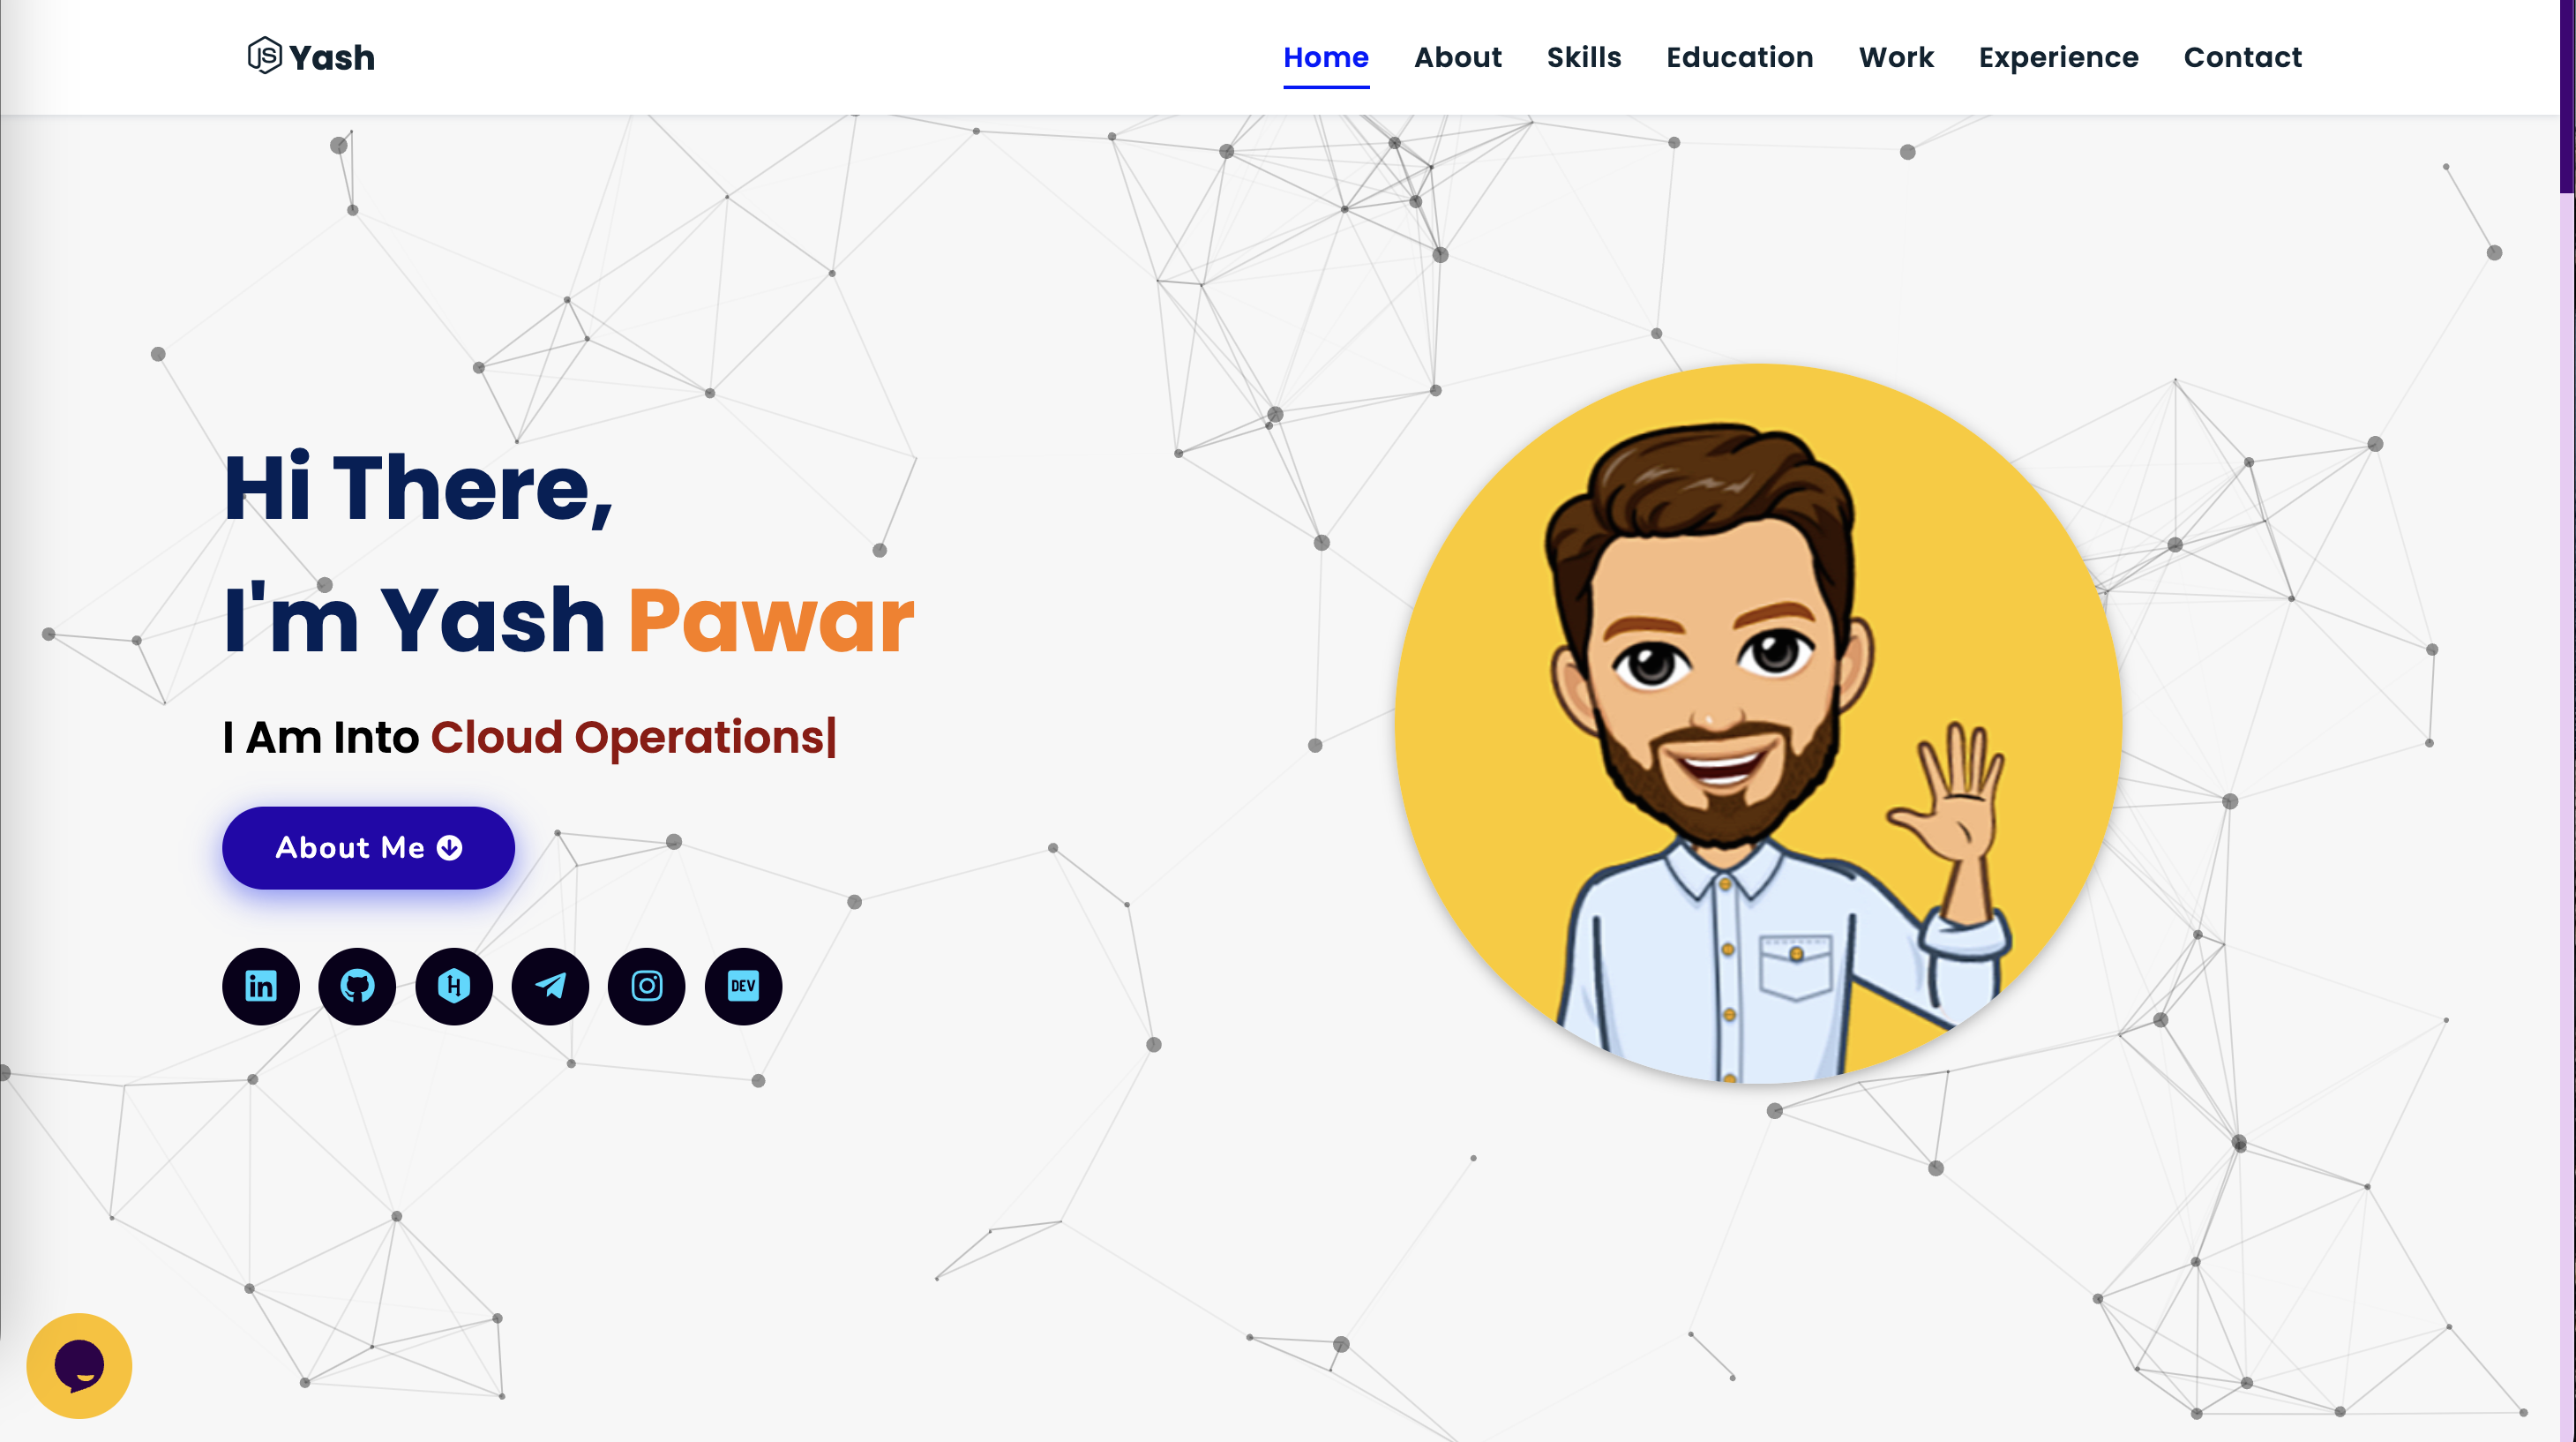 JS Yash
Home About Skills Education Work Experience Contact
Hi There,
I'm Yash Pawar
I Am Into Cloud Operations|
About Me
in H DEV